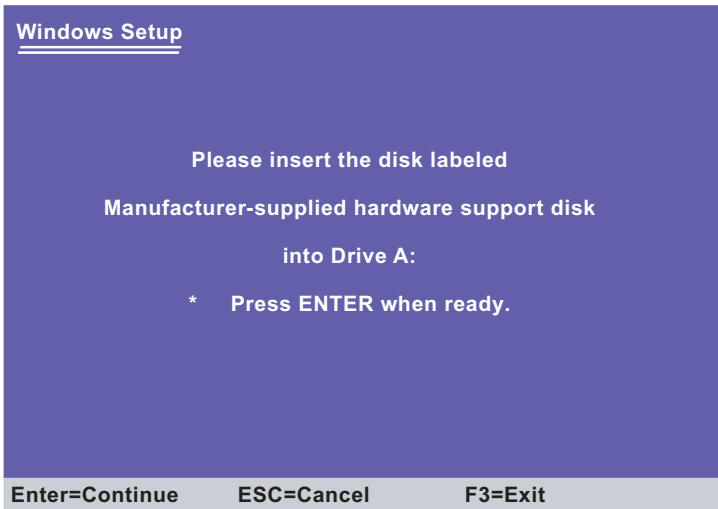 Windows Setup
Please insert the disk labeled
Manufacturer-supplied hardware support disk
into Drive A:
* Press ENTER when ready.
Enter=Continue ESC=Cancel F3=Exit